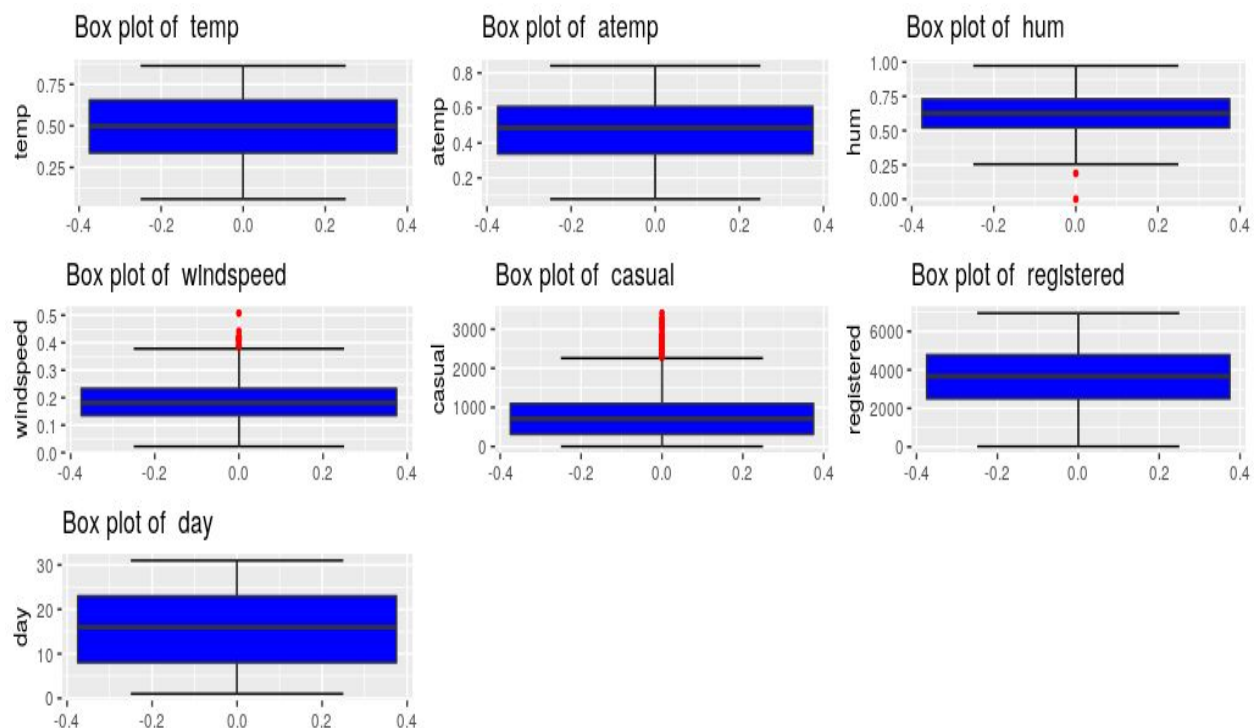 Box plot of temp
Box plot of atemp
Box plot of hum
temp
0.75
0.50
0.25
-0.4 -0.2 0.0 0.2 0.4
atemp
0.8
0.6
0.4
0.2
-0.4 -0.2 0.0 0.2 0.4
hum
1.00
0.75
0.50
0.25
0.00
-0.4 -0.2 0.0 0.2 0.4
Box plot of windspeed
Box plot of casual
Box plot of registered
windspeed
0.5
0.4
0.3
0.2
0.1
0.0
-0.4 -0.2 0.0 0.2 0.4
casual
3000
2000
1000
0
-0.4 -0.2 0.0 0.2 0.4
registered
6000
4000
2000
0
-0.4 -0.2 0.0 0.2 0.4
Box plot of day
day
30
20
10
0
-0.4 -0.2 0.0 0.2 0.4